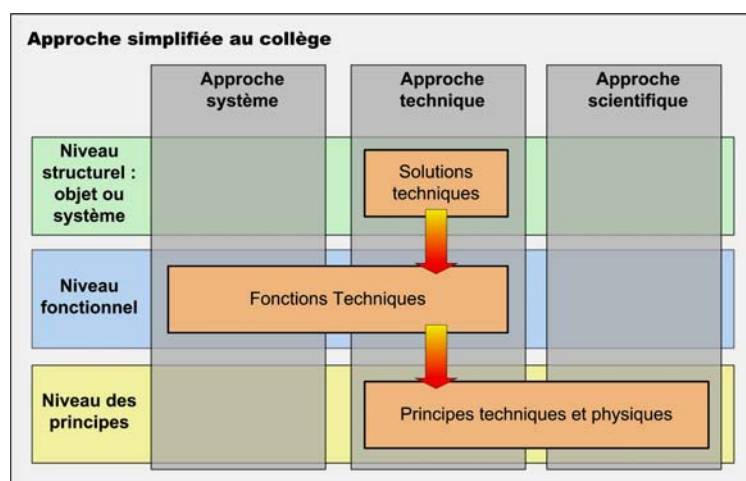 Approche simplifiée au collège
Approche
système
Approche
technique
Approche
scientifique
Niveau
structurel :
objet ou
système
Solutions
techniques
Niveau
fonctionnel
Fonctions Techniques
Niveau des
principes
Principes techniques et physiques